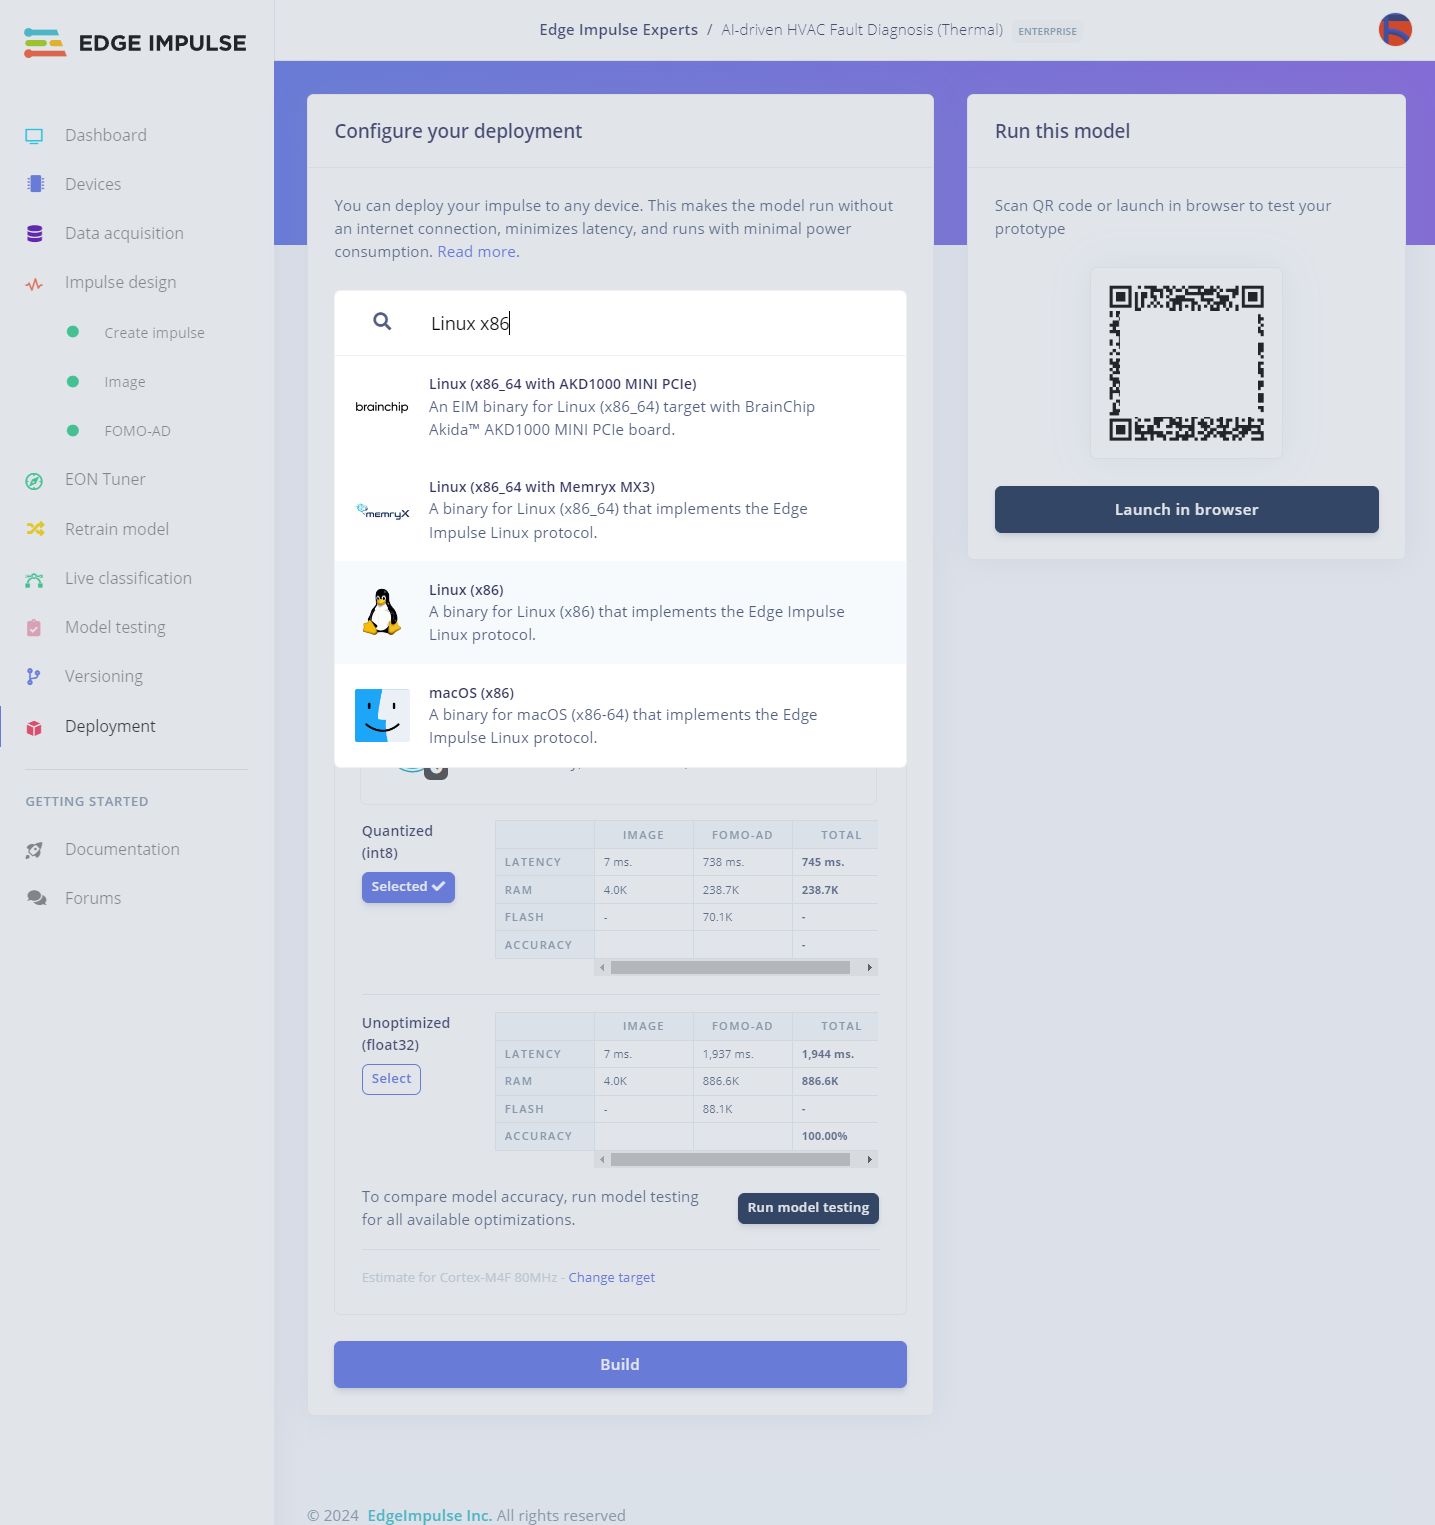 EDGE IMPULSE
Edge Impulse Experts / AI-driven HVAC Fault Diagnosis (Thermal) ENTERPRISE
Dashboard
Devices
Data acquisition
Impulse design
Create impulse
Image
FOMO-AD
EON Tuner
Retrain model
Live classification
Model testing
Versioning
Deployment
GETTING STARTED
Documentation
Forums
Configure your deployment
You can deploy your impulse to any device. This makes the model run without
an internet connection, minimizes latency, and runs with minimal power
consumption. Read more.
Linux x86
brainchip
Linux (x86_64 with AKD1000 MINI PCIe)
An EIM binary for Linux (x86_64) target with BrainChip
Akida™ AKD1000 MINI PCIe board.
memryX
Linux (x86_64 with Memryx MX3)
A binary for Linux (x86_64) that implements the Edge
Impulse Linux protocol.
Linux (x86)
A binary for Linux (x86) that implements the Edge Impulse
Linux protocol.
macOS (x86)
A binary for macOS (x86-64) that implements the Edge
Impulse Linux protocol.
Quantized
(int8)
Selected
IMAGE FOMO-AD TOTAL
LATENCY 7 ms. 738 ms. 745 ms.
RAM 4.0K 238.7K 238.7K
FLASH - 70.1K -
ACCURACY -
Unoptimized
(float32)
Select
IMAGE FOMO-AD TOTAL
LATENCY 7 ms. 1,937 ms. 1,944 ms.
RAM 4.0K 886.6K 886.6K
FLASH - 88.1K -
ACCURACY 100.00%
To compare model accuracy, run model testing
for all available optimizations.
Run model testing
Estimate for Cortex-M4F 80MHz - Change target
Build
Run this model
Scan QR code or launch in browser to test your
prototype
Launch in browser
© 2024 EdgeImpulse Inc. All rights reserved